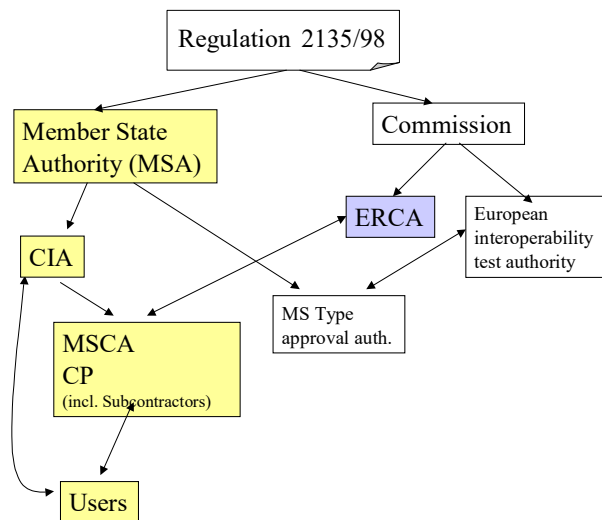 Regulation 2135/98
Member State
Authority (MSA)
Commission
ERCA
European
interoperability
test authority
CIA
MS Type
approval auth.
MSCA
CP
(incl. Subcontractors)
Users